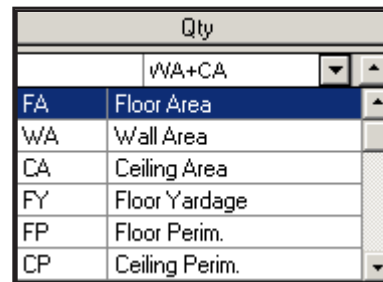 Qty
WA+CA
FA Floor Area
WA Wall Area
CA Ceiling Area
FY Floor Yardage
FP Floor Perim.
CP Ceiling Perim.